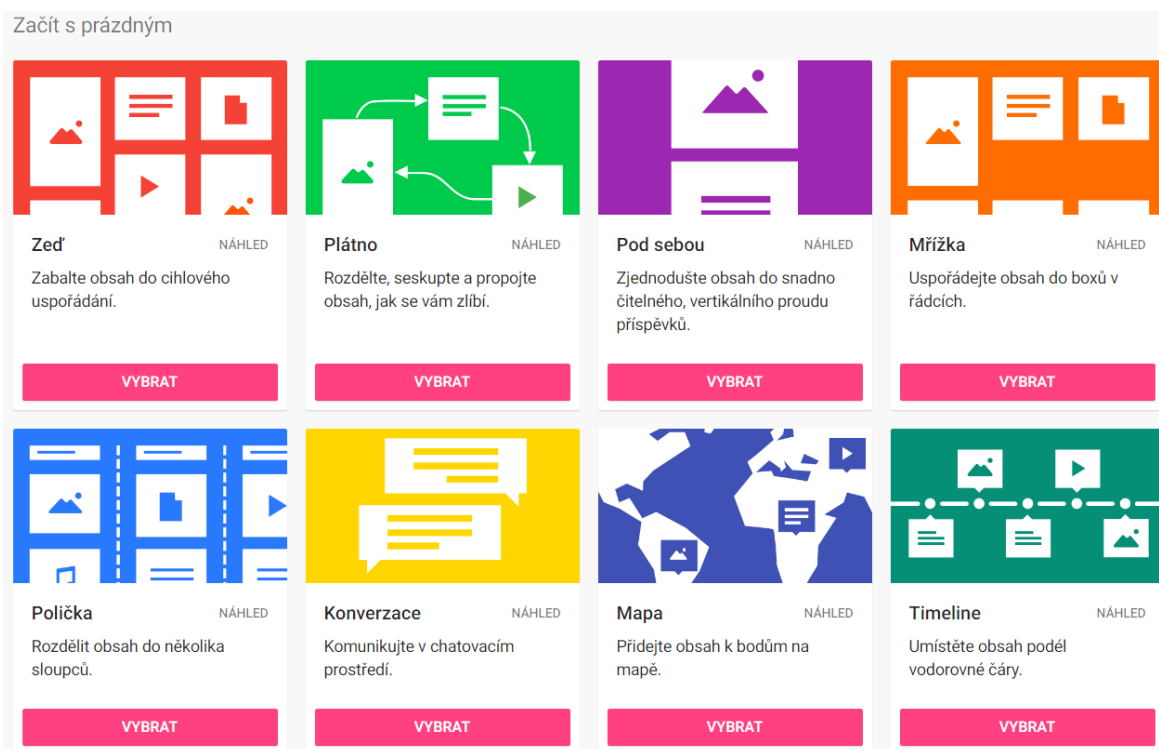 Začít s prázdným
Zeď NÁHLED
Zabalte obsah do cihlového
uspořádání.
VYBRAT
Plátno NÁHLED
Rozdělte, seskupte a propojte
obsah, jak se vám zlíbí.
VYBRAT
Pod sebou NÁHLED
Zjednodušte obsah do snadno
čitelného, vertikálního proudu
příspěvků.
VYBRAT
Mřížka NÁHLED
Uspořádejte obsah do boxů v
řádcích.
VYBRAT
Polička NÁHLED
Rozdělit obsah do několika
sloupců.
VYBRAT
Konverzace NÁHLED
Komunikujte v chatovacím
prostředí.
VYBRAT
Mapa NÁHLED
Přidejte obsah k bodům na
mapě.
VYBRAT
Timeline NÁHLED
Umístěte obsah podél
vodorovné čáry.
VYBRAT